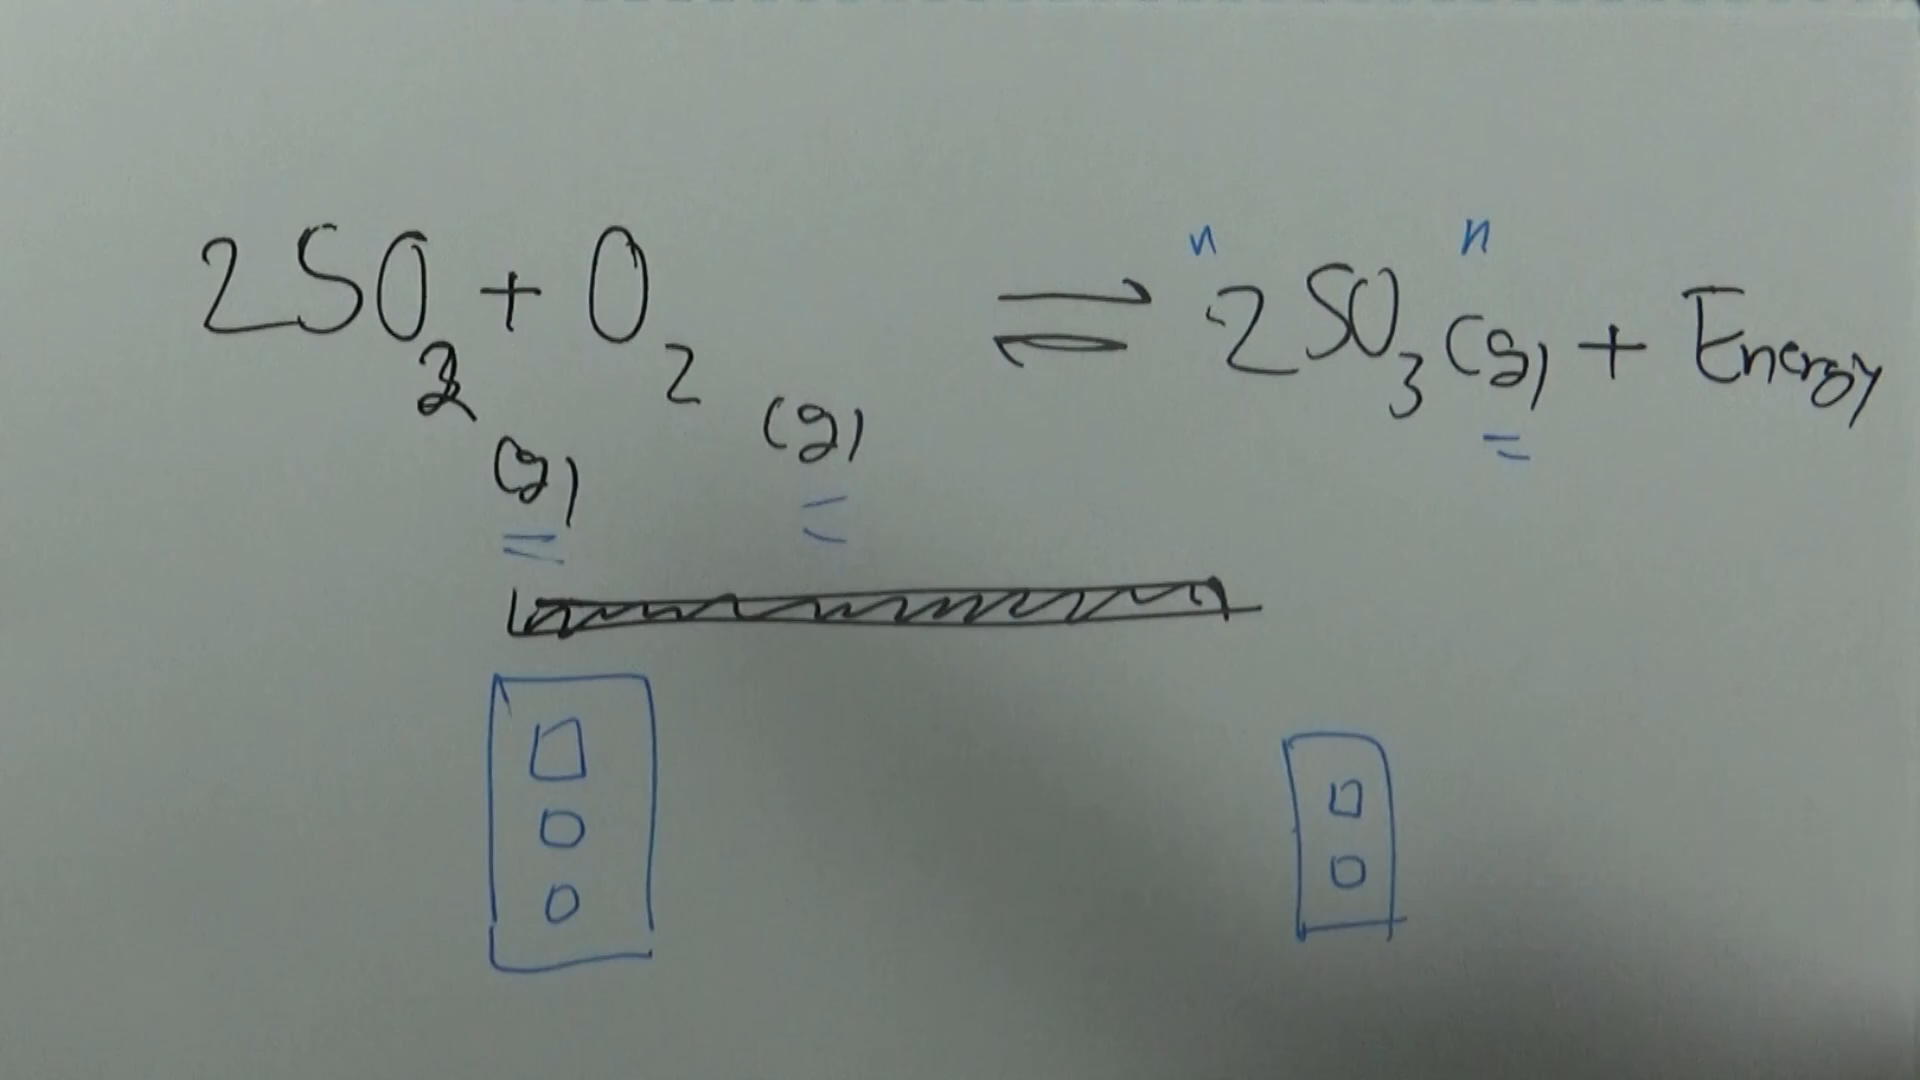 n n
2SO₂ + O₂ ⇌ 2SO₃ (g) + Energy
(g) (g)